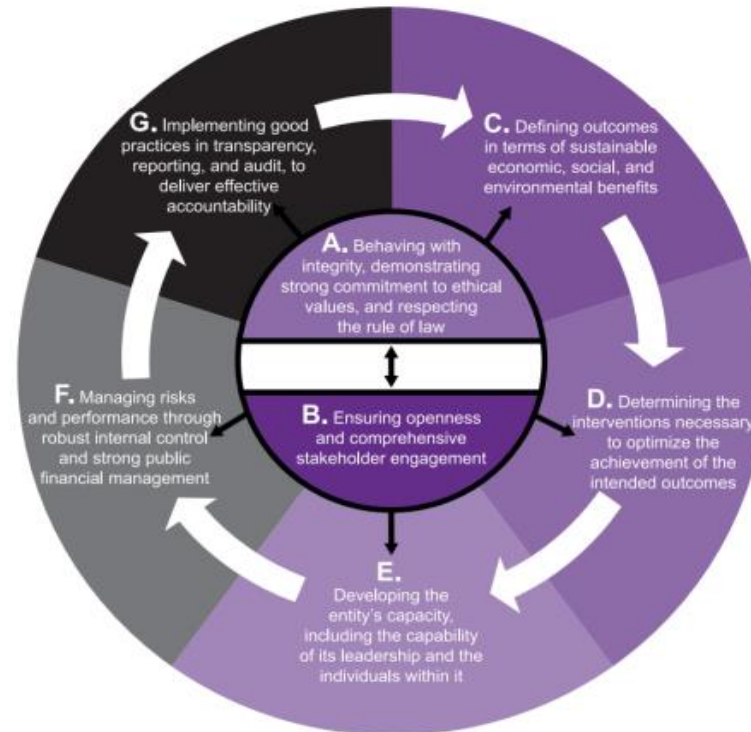 G. Implementing good
practices in transparency,
reporting, and audit, to
deliver effective
accountability
C. Defining outcomes
in terms of sustainable
economic, social, and
environmental benefits
A. Behaving with
integrity, demonstrating
strong commitment to ethical
values, and respecting
the rule of law
B. Ensuring openness
and comprehensive
stakeholder engagement
D. Determining the
interventions necessary
to optimize the
achievement of the
intended outcomes
E.
Developing the
entity's capacity,
including the capability
of its leadership and the
individuals within it
F. Managing risks
and performance through
robust internal control
and strong public
financial management